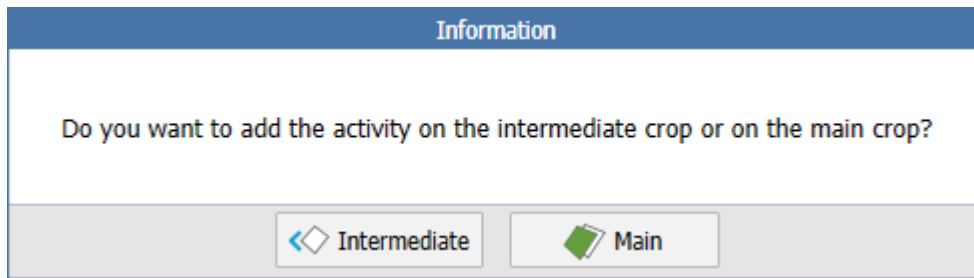 Information
Do you want to add the activity on the intermediate crop or on the main crop?
Intermediate Main